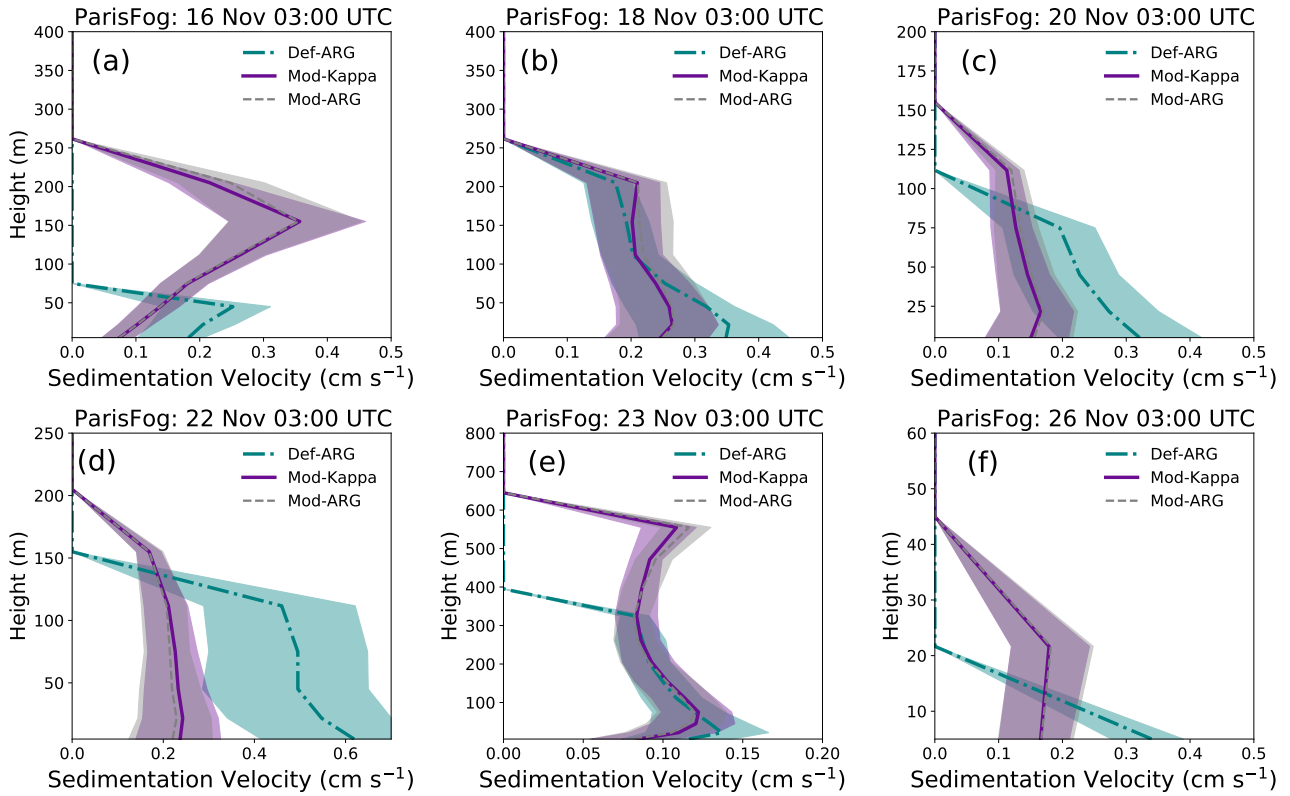 ParisFog: 16 Nov 03:00 UTC
400
350
300
250
200
150
100
50
Height (m)
(a)
Def-ARG
Mod-Kappa
Mod-ARG
0.0 0.1 0.2 0.3 0.4 0.5
Sedimentation Velocity (cm s⁻¹)
ParisFog: 18 Nov 03:00 UTC
400
350
300
250
200
150
100
50
(b)
Def-ARG
Mod-Kappa
Mod-ARG
0.0 0.1 0.2 0.3 0.4 0.5
Sedimentation Velocity (cm s⁻¹)
ParisFog: 20 Nov 03:00 UTC
200
175
150
125
100
75
50
25
Height (m)
(c)
Def-ARG
Mod-Kappa
Mod-ARG
0.0 0.1 0.2 0.3 0.4 0.5
Sedimentation Velocity (cm s⁻¹)
ParisFog: 22 Nov 03:00 UTC
250
200
150
100
50
Height (m)
(d)
Def-ARG
Mod-Kappa
Mod-ARG
0.0 0.2 0.4 0.6
Sedimentation Velocity (cm s⁻¹)
ParisFog: 23 Nov 03:00 UTC
800
700
600
500
400
300
200
100
Height (m)
(e)
Def-ARG
Mod-Kappa
Mod-ARG
0.00 0.05 0.10 0.15 0.20
Sedimentation Velocity (cm s⁻¹)
ParisFog: 26 Nov 03:00 UTC
60
50
40
30
20
10
Height (m)
(f)
Def-ARG
Mod-Kappa
Mod-ARG
0.0 0.1 0.2 0.3 0.4 0.5
Sedimentation Velocity (cm s⁻¹)